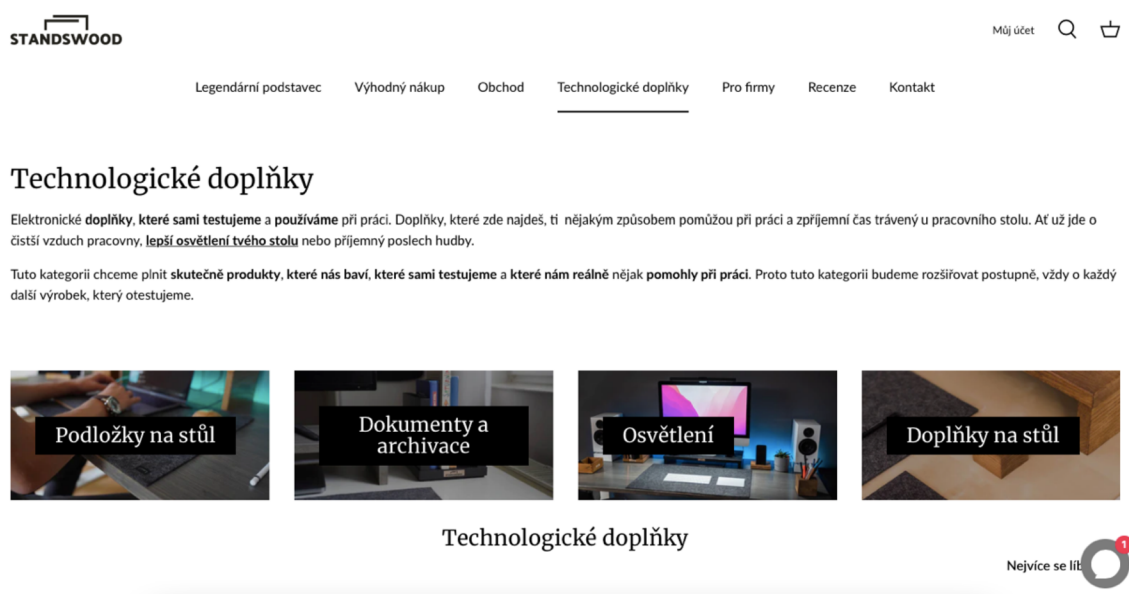 STANDSWOOD
Můj účet
Legendární podstavec Výhodný nákup Obchod Technologické doplňky Pro firmy Recenze Kontakt
Technologické doplňky
Elektronické doplňky, které sami testujeme a používáme při práci. Doplňky, které zde najdeš, ti nějakým způsobem pomůžou při práci a zpříjemní čas trávený u pracovního stolu. Ať už jde o
čistší vzduch pracovny, lepší osvětlení tvého stolu nebo příjemný poslech hudby.
Tuto kategorii chceme plnit skutečně produkty, které nás baví, které sami testujeme a které nám reálně nějak pomohly při práci. Proto tuto kategorii budeme rozšiřovat postupně, vždy o každý
další výrobek, který otestujeme.
Podložky na stůl
Dokumenty a
archivace
Osvětlení
Doplňky na stůl
Technologické doplňky
Nejvíce se líb
1